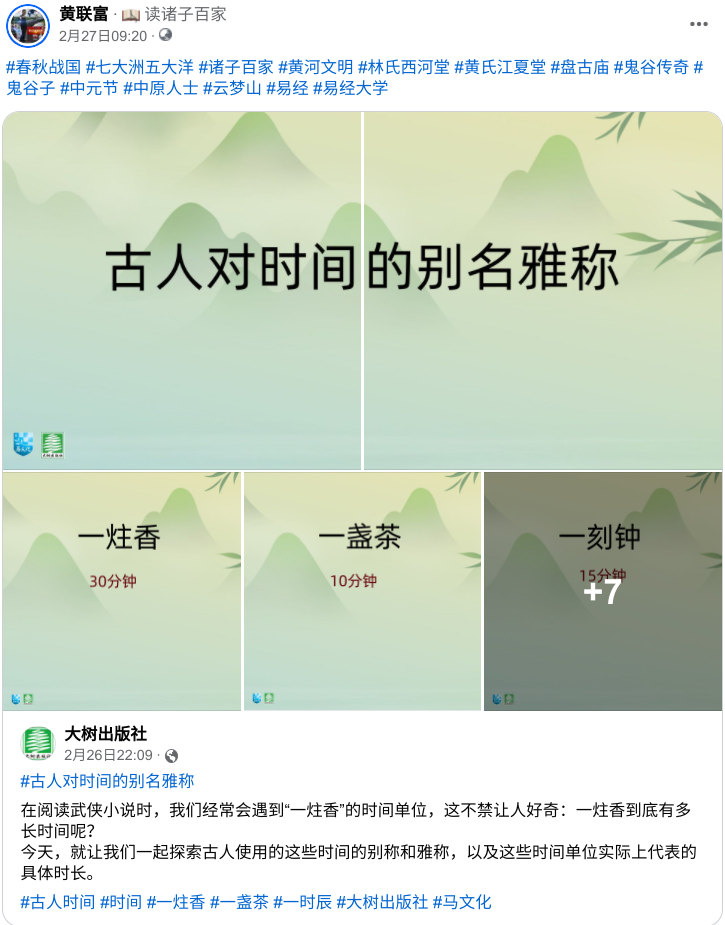 黄联富 · 📖 读诸子百家
2月27日09:20 ·
#春秋战国 #七大洲五大洋 #诸子百家 #黄河文明 #林氏西河堂 #黄氏江夏堂 #盘古庙 #鬼谷传奇 #
鬼谷子 #中元节 #中原人士 #云梦山 #易经 #易经大学
古人对时间的别名雅称
一炷香
30分钟
一盏茶
10分钟
一刻钟
15分钟
+7
大树出版社
2月26日22:09 ·
#古人对时间的别名雅称
在阅读武侠小说时，我们经常会遇到“一炷香”的时间单位，这不禁让人好奇：一炷香到底有多
长时间呢？
今天，就让我们一起探索古人使用的这些时间的别称和雅称，以及这些时间单位实际上代表的
具体时长。
#古人时间 #时间 #一炷香 #一盏茶 #一时辰 #大树出版社 #马文化